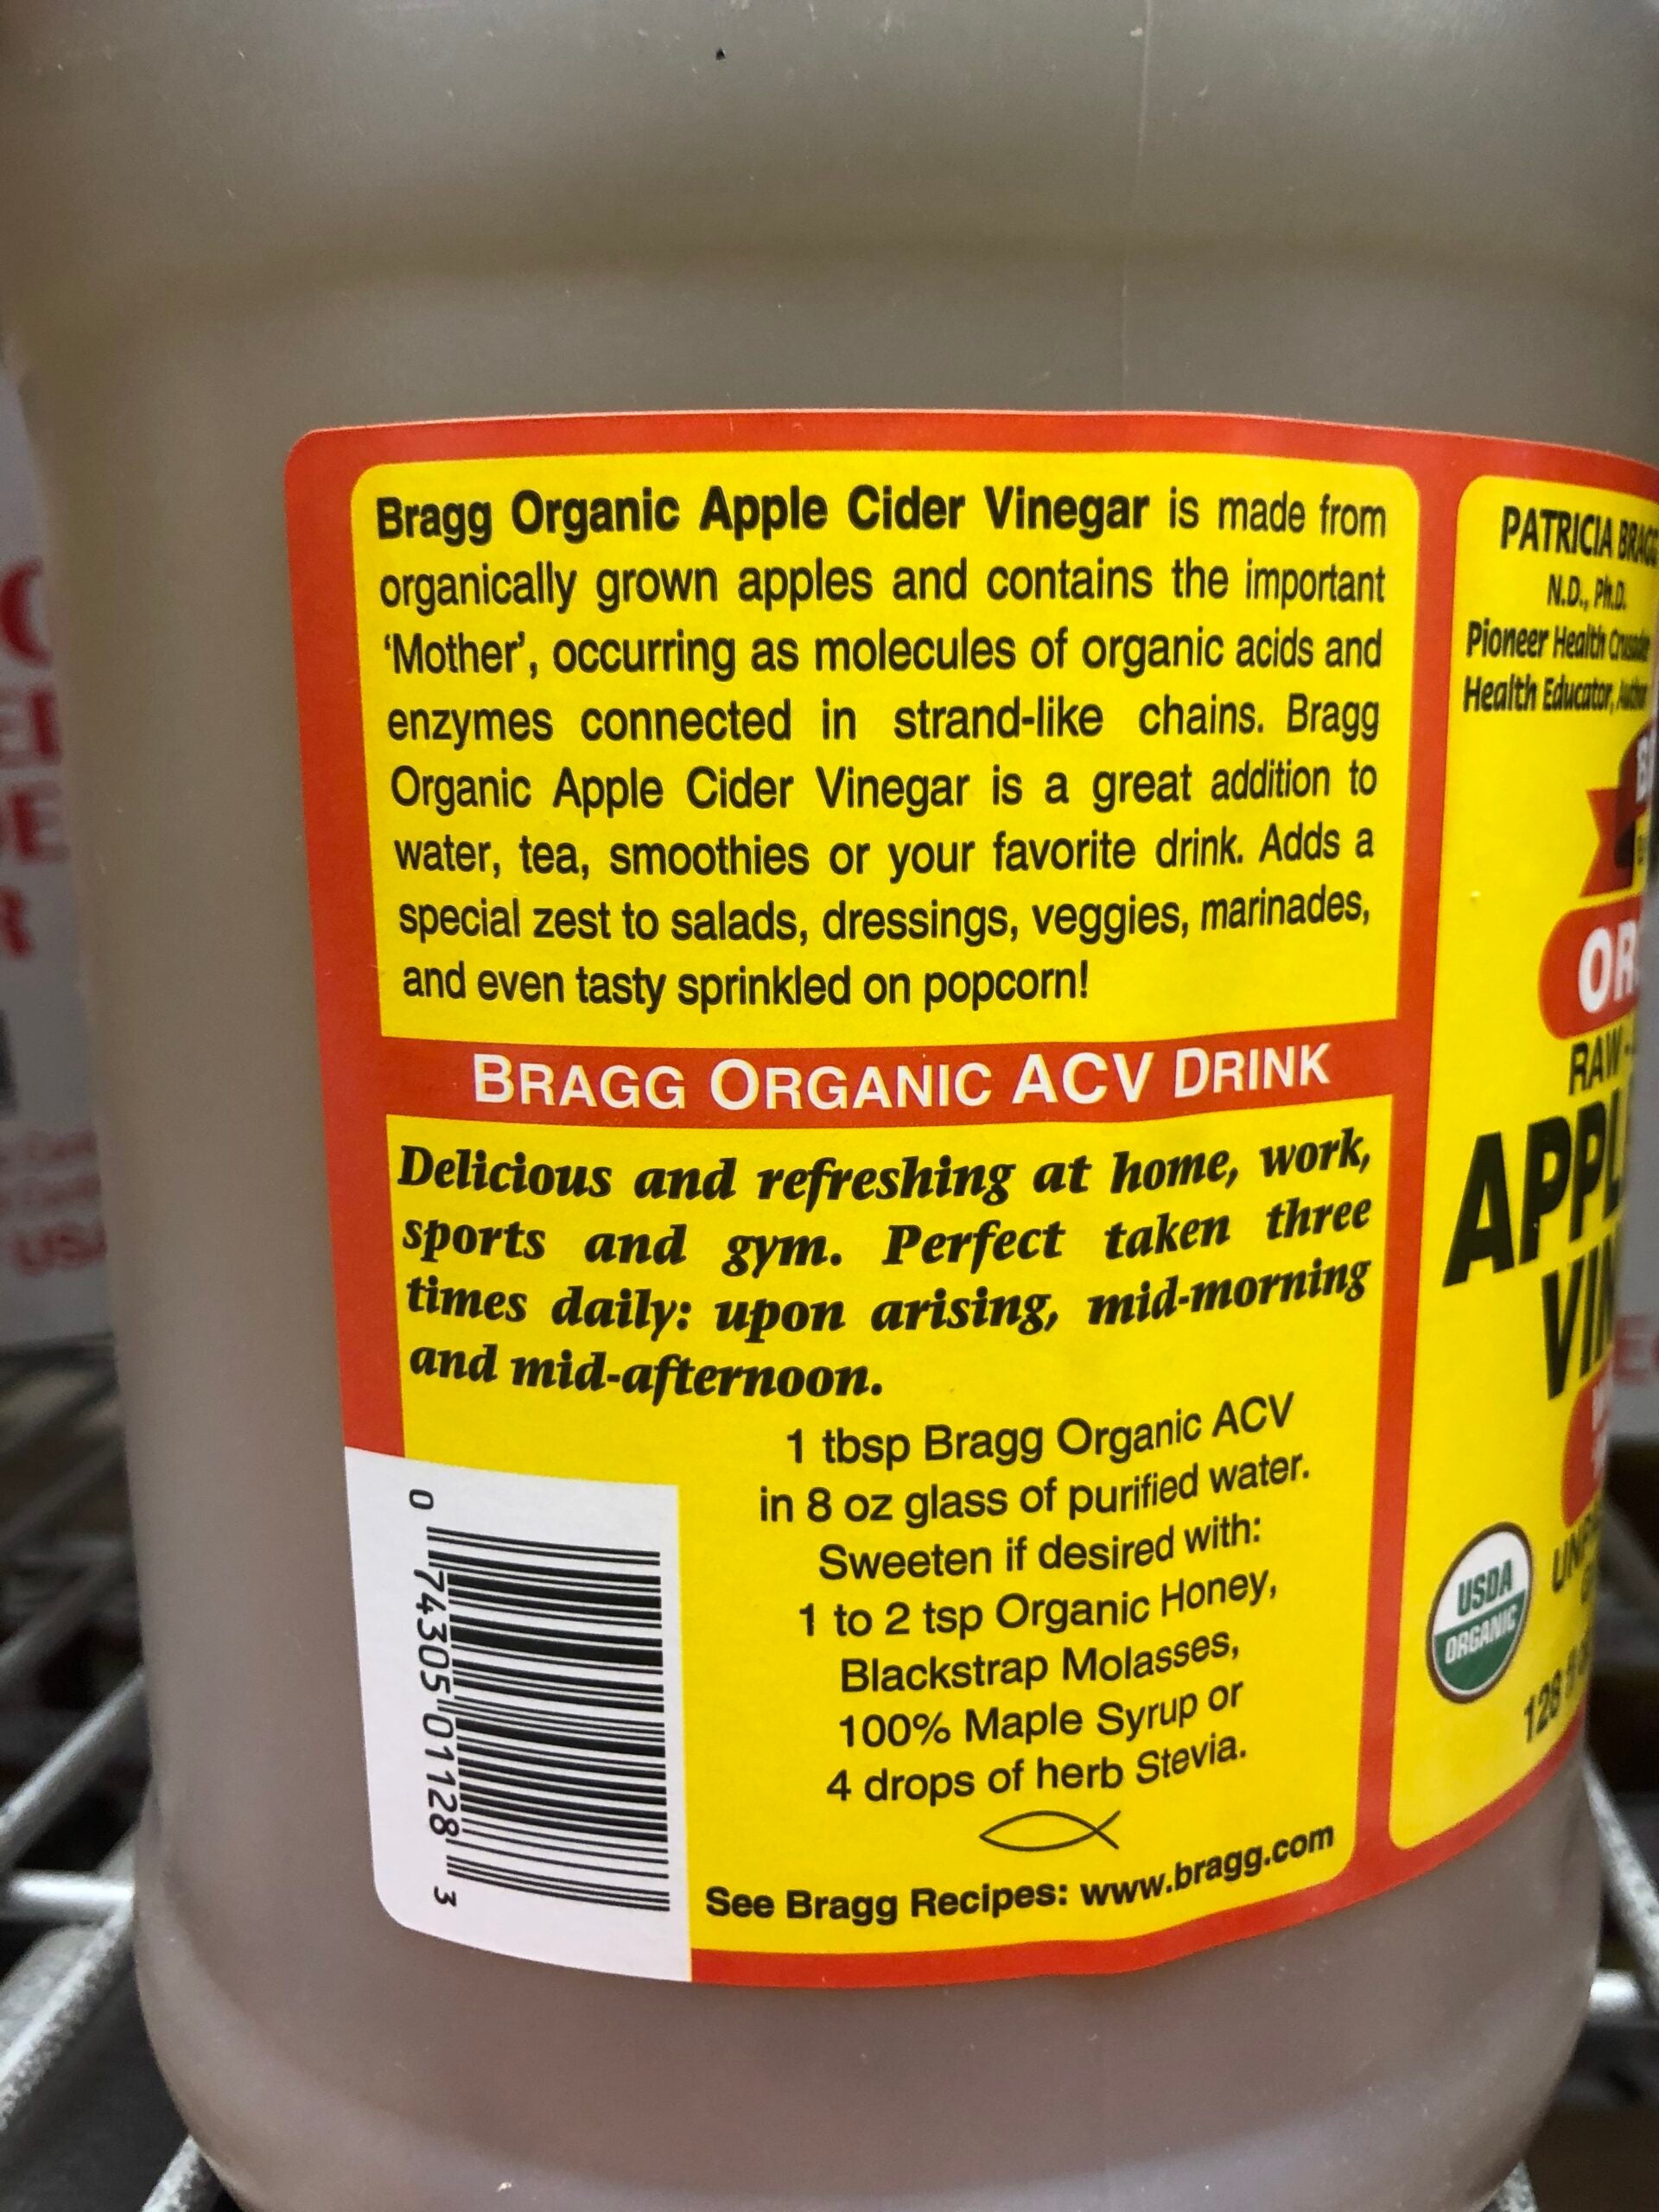 Bragg Organic Apple Cider Vinegar is made from
organically grown apples and contains the important
‘Mother’, occurring as molecules of organic acids and
enzymes connected in strand-like chains. Bragg
Organic Apple Cider Vinegar is a great addition to
water, tea, smoothies or your favorite drink. Adds a
special zest to salads, dressings, veggies, marinades,
and even tasty sprinkled on popcorn!
BRAGG ORGANIC ACV DRINK
Delicious and refreshing at home, work,
sports and gym. Perfect taken three
times daily: upon arising, mid-morning
and mid-afternoon.
1 tbsp Bragg Organic ACV
in 8 oz glass of purified water.
Sweeten if desired with:
1 to 2 tsp Organic Honey,
Blackstrap Molasses,
100% Maple Syrup or
4 drops of herb Stevia.
See Bragg Recipes: www.bragg.com
0 74305 01128 3
PATRICIA BRAGG
N.D., Ph.D.
Pioneer Health Crusader
Health Educator, Author
OR
RAW-
APPL
VIN
USDA
ORGANIC
128